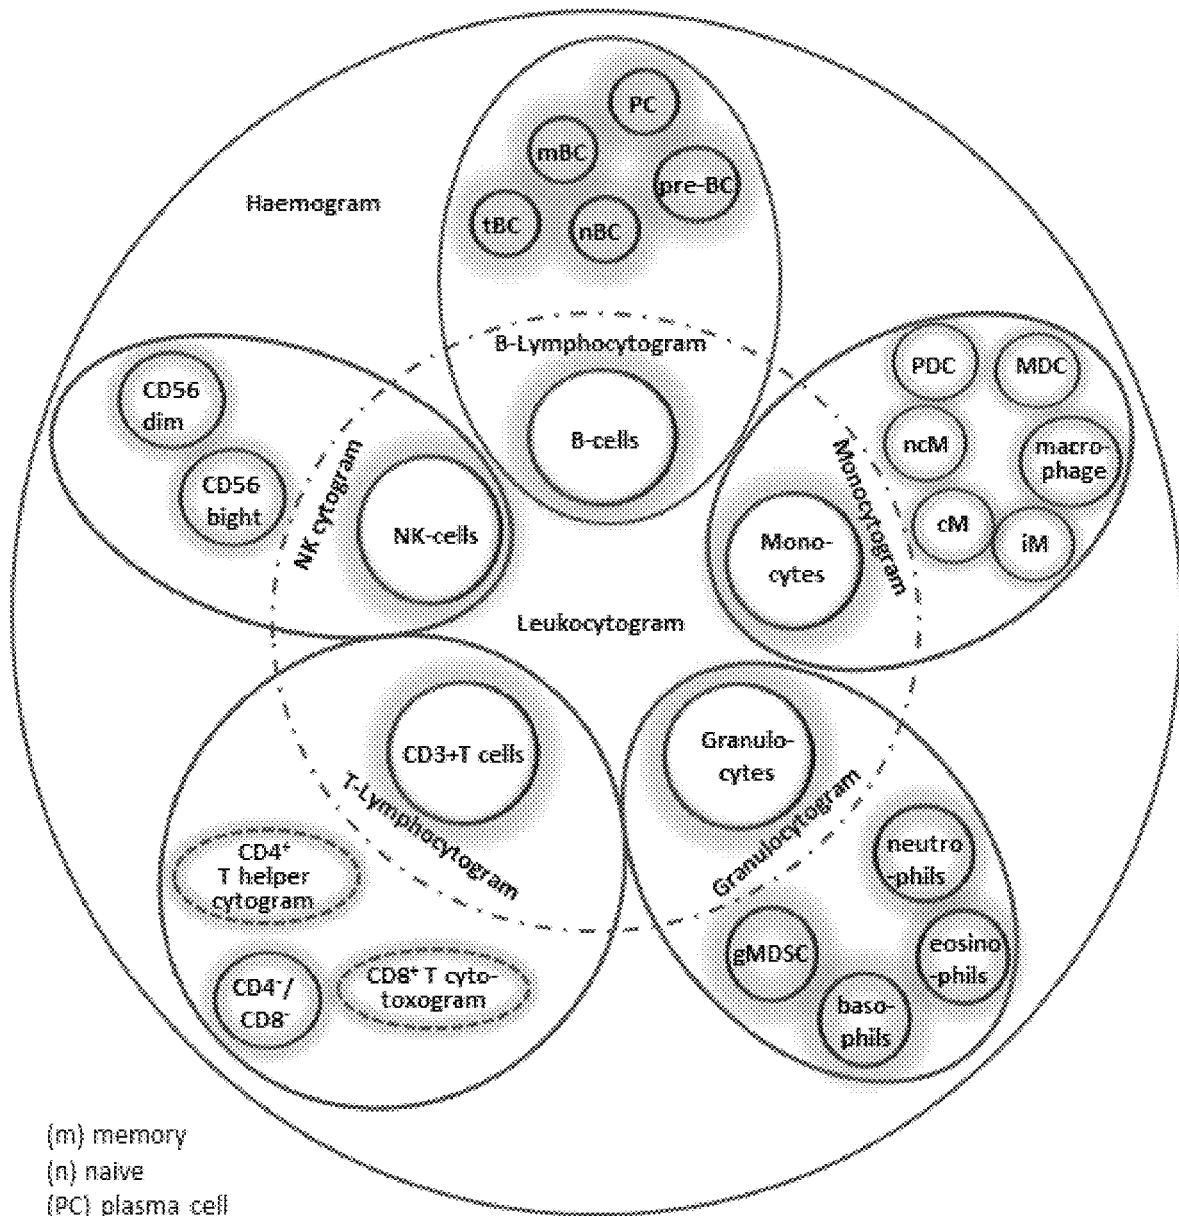 PC
mBC
pre-BC
tBC
nBC
Haemogram
B-Lymphocytogram
B-cells
CD56
dim
CD56
bight
NK cytogram
NK-cells
PDC
MDC
ncM
macro-
phage
cM
iM
Monocytogram
Mono-
cytes
Leukocytogram
CD3+T cells
T-Lymphocytogram
CD4⁺
T helper
cytogram
CD4⁻/
CD8⁻
CD8⁺ T cyto-
toxogram
Granulo-
cytes
Granulocytogram
neutro
-phils
eosino
-phils
gMDSC
baso-
phils
(m) memory
(n) naive
(PC) plasma cell